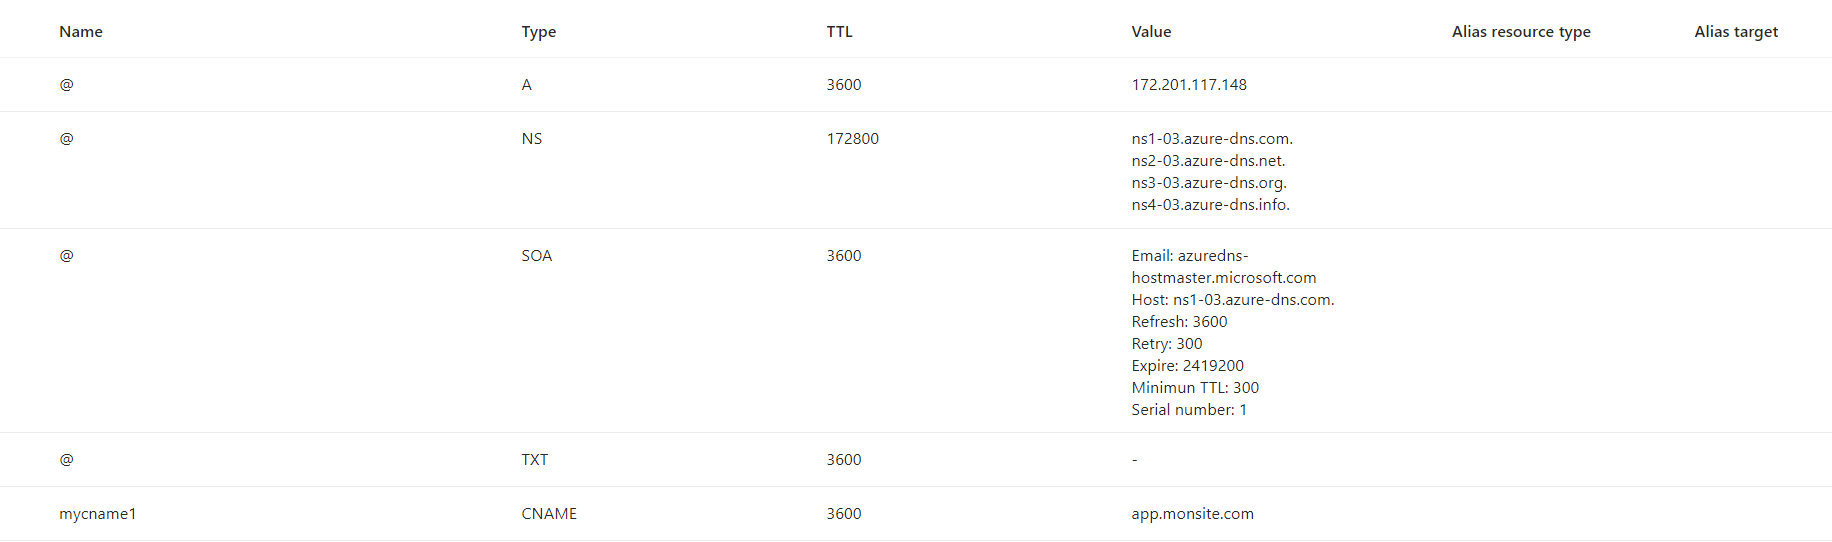 Name Type TTL Value Alias resource type Alias target
@ A 3600 172.201.117.148
@ NS 172800 ns1-03.azure-dns.com.
ns2-03.azure-dns.net.
ns3-03.azure-dns.org.
ns4-03.azure-dns.info.
@ SOA 3600 Email: azuredns-
hostmaster.microsoft.com
Host: ns1-03.azure-dns.com.
Refresh: 3600
Retry: 300
Expire: 2419200
Minimun TTL: 300
Serial number: 1
@ TXT 3600 -
mycname1 CNAME 3600 app.monsite.com